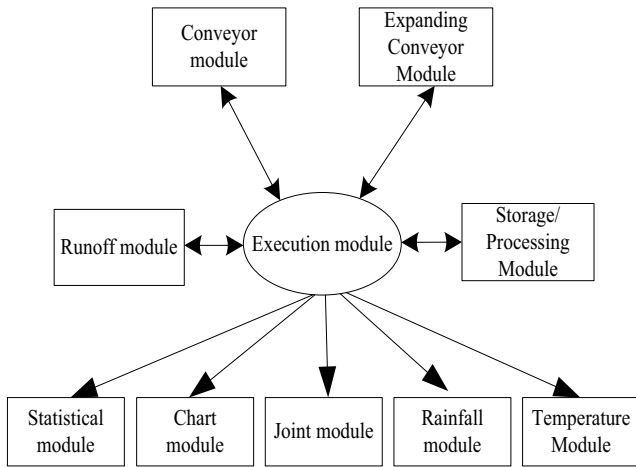 Conveyor
module
Expanding
Conveyor
Module
Runoff module
Execution module
Storage/
Processing
Module
Statistical
module
Chart
module
Joint module
Rainfall
module
Temperature
Module